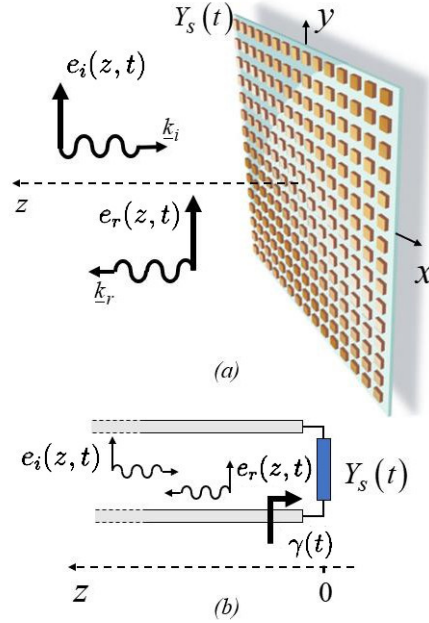 Y_s(t)
y
e_i(z,t)
k_i
z
e_r(z,t)
k_r
x
(a)
e_i(z,t)
e_r(z,t)
Y_s(t)
γ(t)
z
0
(b)